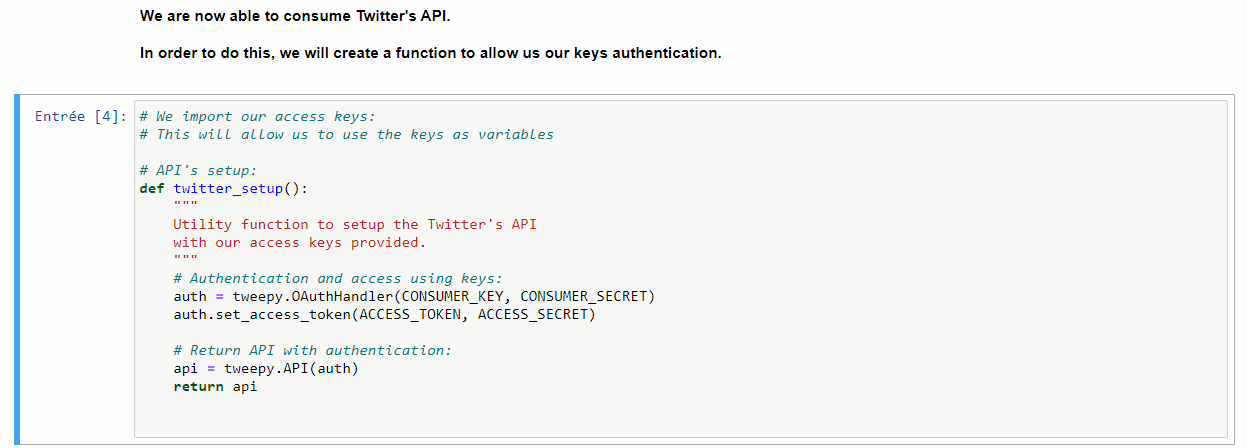 We are now able to consume Twitter's API.
In order to do this, we will create a function to allow us our keys authentication.
Entrée [4]: # We import our access keys:
# This will allow us to use the keys as variables
# API's setup:
def twitter_setup():
"""
Utility function to setup the Twitter's API
with our access keys provided.
"""
# Authentication and access using keys:
auth = tweepy.OAuthHandler(CONSUMER_KEY, CONSUMER_SECRET)
auth.set_access_token(ACCESS_TOKEN, ACCESS_SECRET)
# Return API with authentication:
api = tweepy.API(auth)
return api